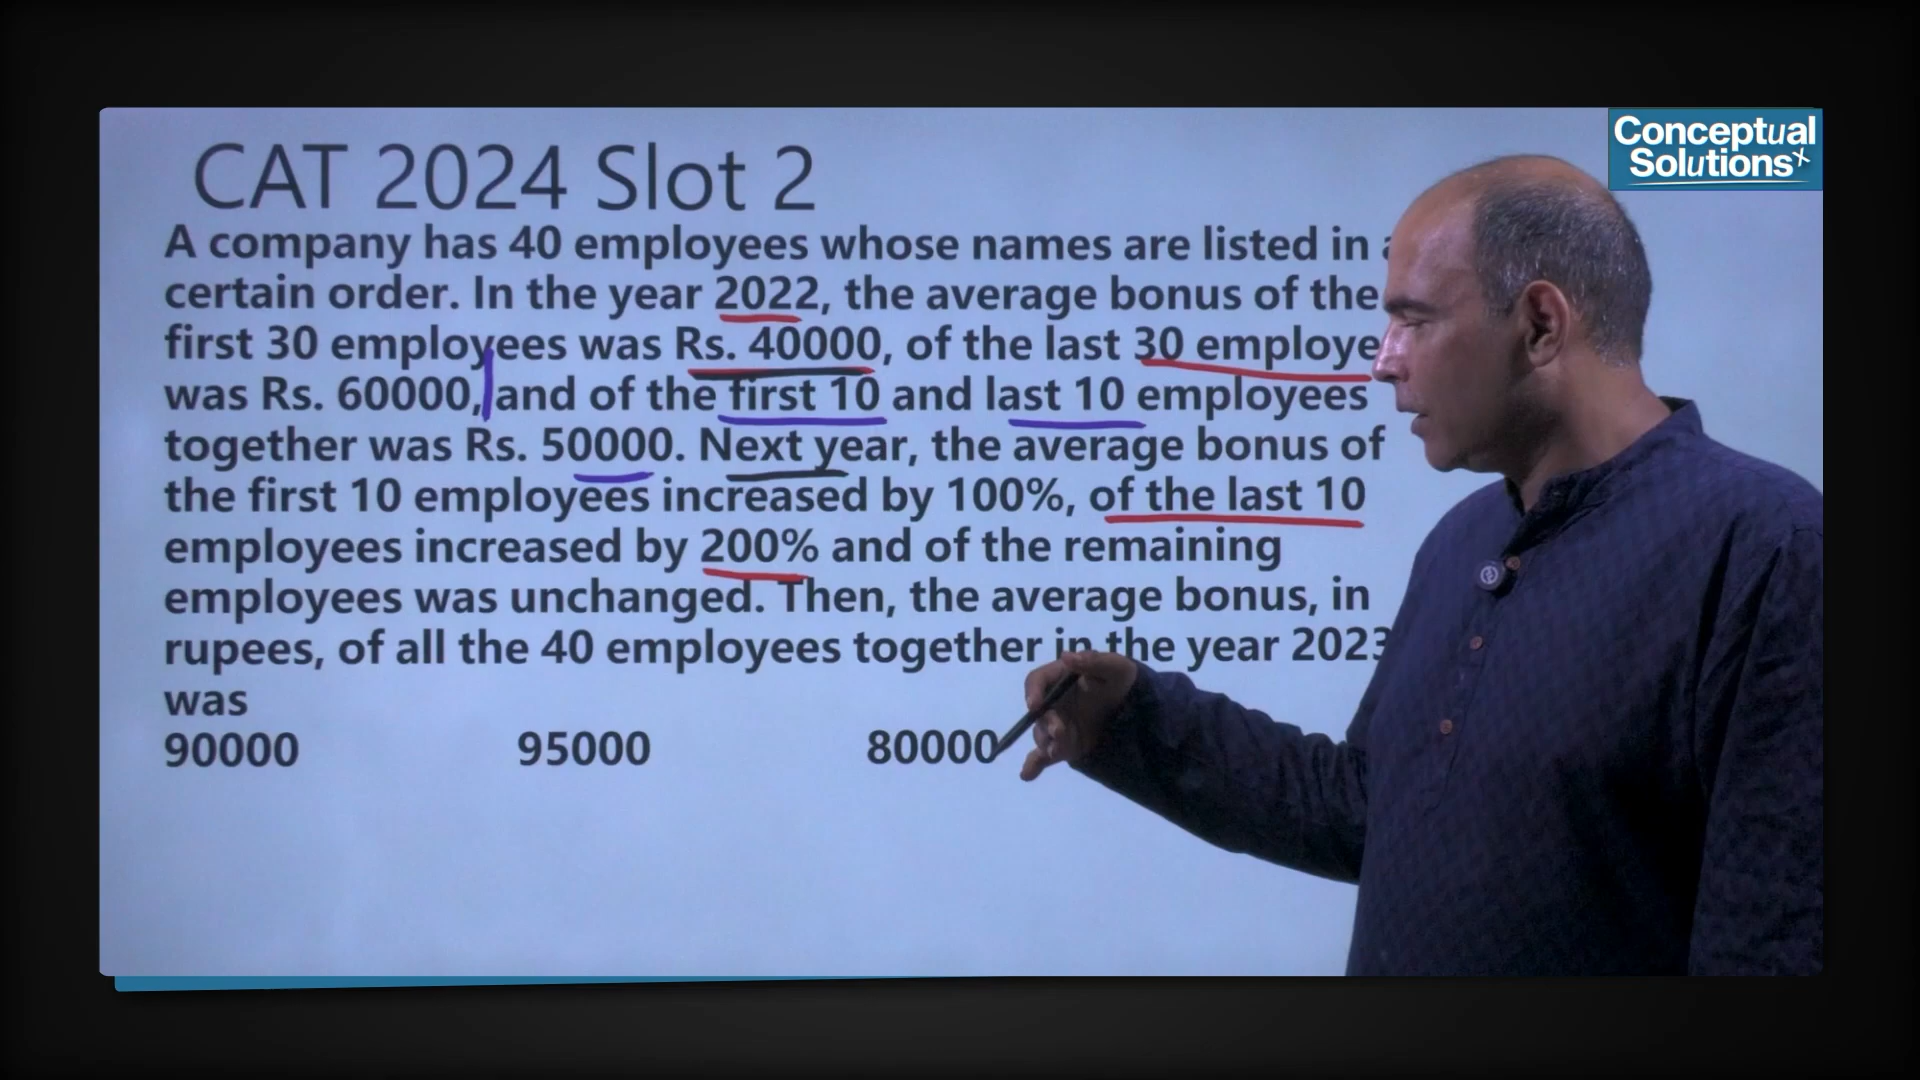 Conceptual
Solutionsˣ
CAT 2024 Slot 2
A company has 40 employees whose names are listed in
certain order. In the year 2022, the average bonus of the
first 30 employees was Rs. 40000, of the last 30 employe
was Rs. 60000, and of the first 10 and last 10 employees
together was Rs. 50000. Next year, the average bonus of
the first 10 employees increased by 100%, of the last 10
employees increased by 200% and of the remaining
employees was unchanged. Then, the average bonus, in
rupees, of all the 40 employees together in the year 2023
was
90000 95000 80000